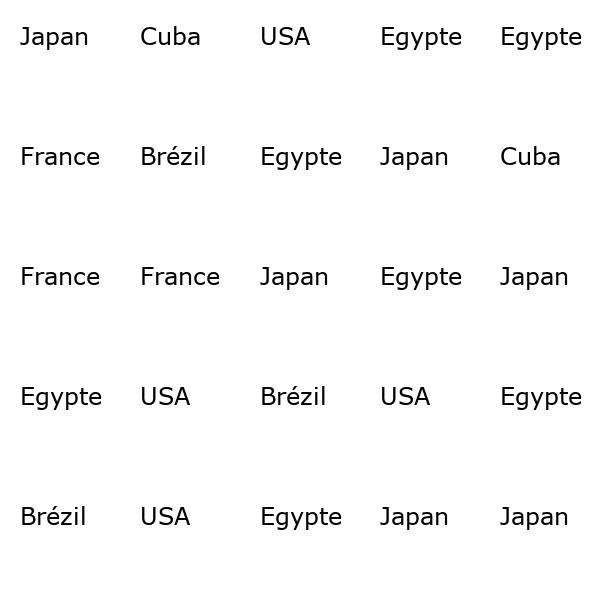 Japan Cuba USA Egypte Egypte
France Brézil Egypte Japan Cuba
France France Japan Egypte Japan
Egypte USA Brézil USA Egypte
Brézil USA Egypte Japan Japan